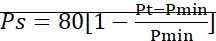 Ps = 80[1 − (Pt−Pmin)/Pmin]